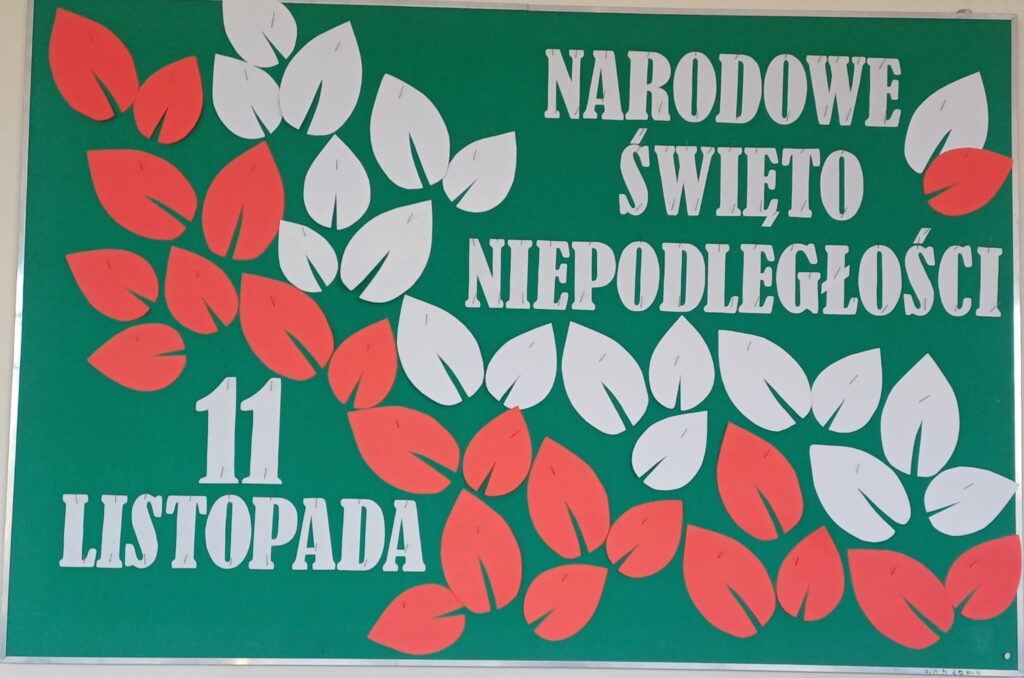 NARODOWE
ŚWIĘTO
NIEPODLEGŁOŚCI
11
LISTOPADA